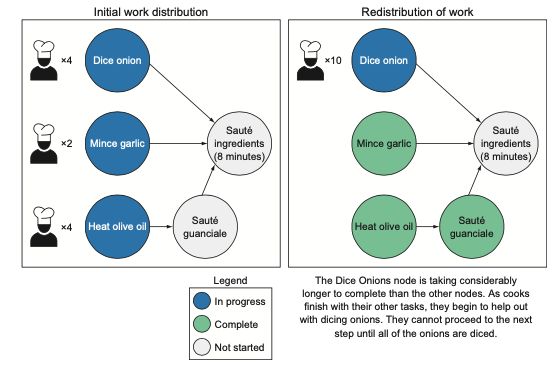 Initial work distribution
×4
Dice onion
×2
Mince garlic
Sauté
ingredients
(8 minutes)
×4
Heat olive oil
Sauté
guanciale
Redistribution of work
×10
Dice onion
Mince garlic
Sauté
ingredients
(8 minutes)
Heat olive oil
Sauté
guanciale
Legend
In progress
Complete
Not started
The Dice Onions node is taking considerably
longer to complete than the other nodes. As cooks
finish with their other tasks, they begin to help out
with dicing onions. They cannot proceed to the next
step until all of the onions are diced.